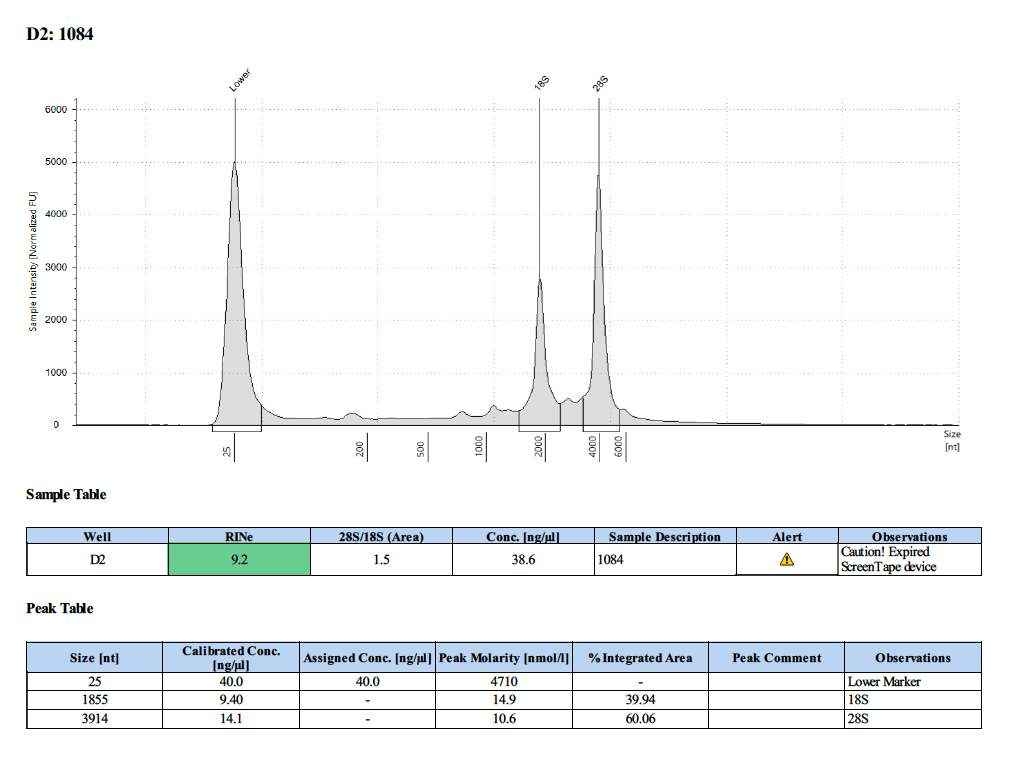 D2: 1084
Lower
18S
28S
6000
5000
4000
3000
2000
1000
0
Sample Intensity [Normalized FU]
25
200
500
1000
2000
4000
6000
Size
[nt]
Sample Table
Well RINe 28S/18S (Area) Conc. [ng/µl] Sample Description Alert Observations
D2 9.2 1.5 38.6 1084 Caution! Expired
ScreenTape device
Peak Table
Size [nt] Calibrated Conc. [ng/µl] Assigned Conc. [ng/µl] Peak Molarity [nmol/l] % Integrated Area Peak Comment Observations
25 40.0 40.0 4710 - Lower Marker
1855 9.40 - 14.9 39.94 18S
3914 14.1 - 10.6 60.06 28S